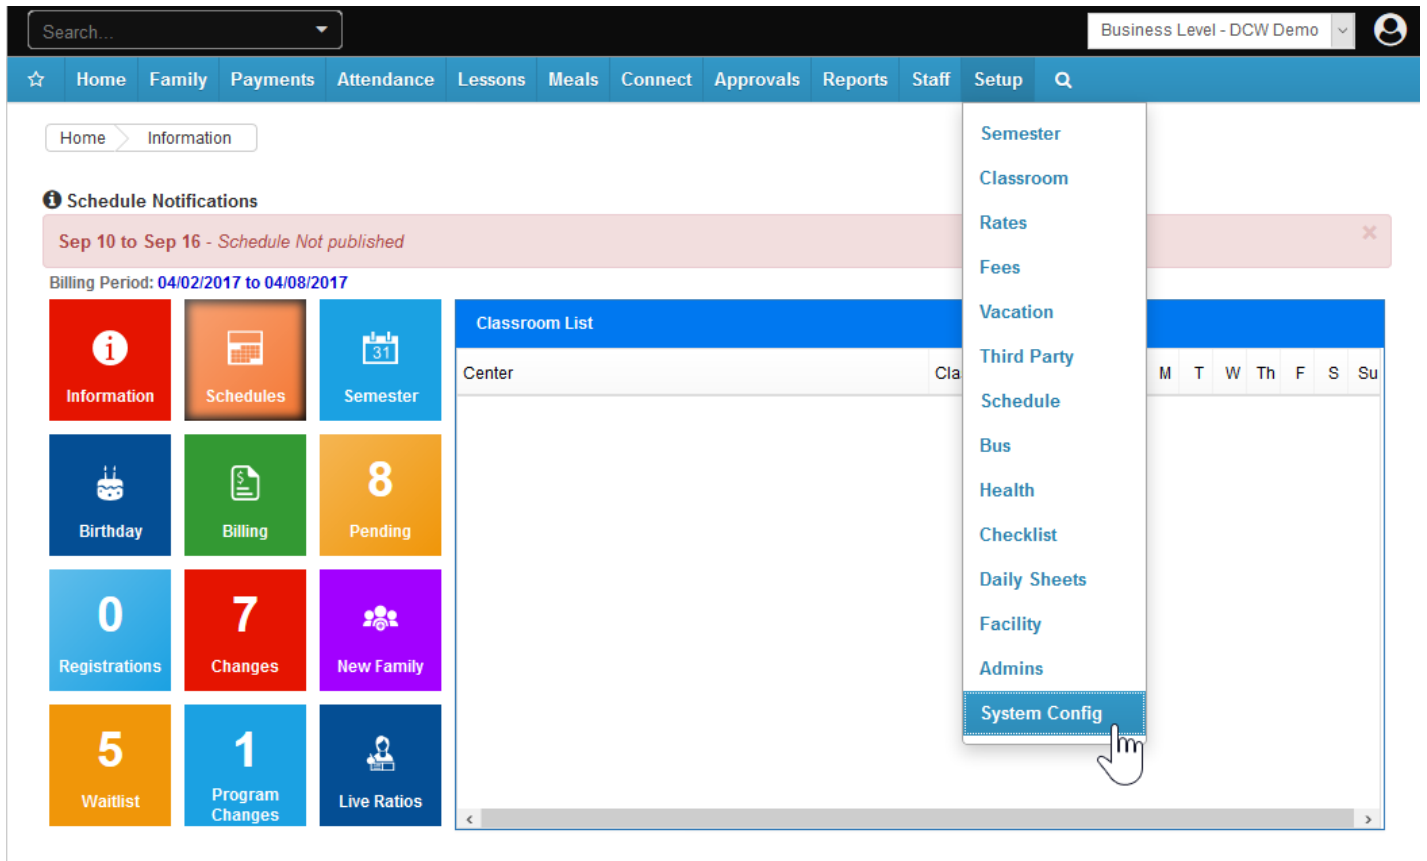 Search...
Business Level - DCW Demo
Home Family Payments Attendance Lessons Meals Connect Approvals Reports Staff Setup
Home Information
Schedule Notifications
Sep 10 to Sep 16 - Schedule Not published
Billing Period: 04/02/2017 to 04/08/2017
Information
Schedules
31
Semester
Birthday
$
Billing
8
Pending
0
Registrations
7
Changes
New Family
5
Waitlist
1
Program
Changes
Live Ratios
Classroom List
Center Cla M T W Th F S Su
Semester
Classroom
Rates
Fees
Vacation
Third Party
Schedule
Bus
Health
Checklist
Daily Sheets
Facility
Admins
System Config